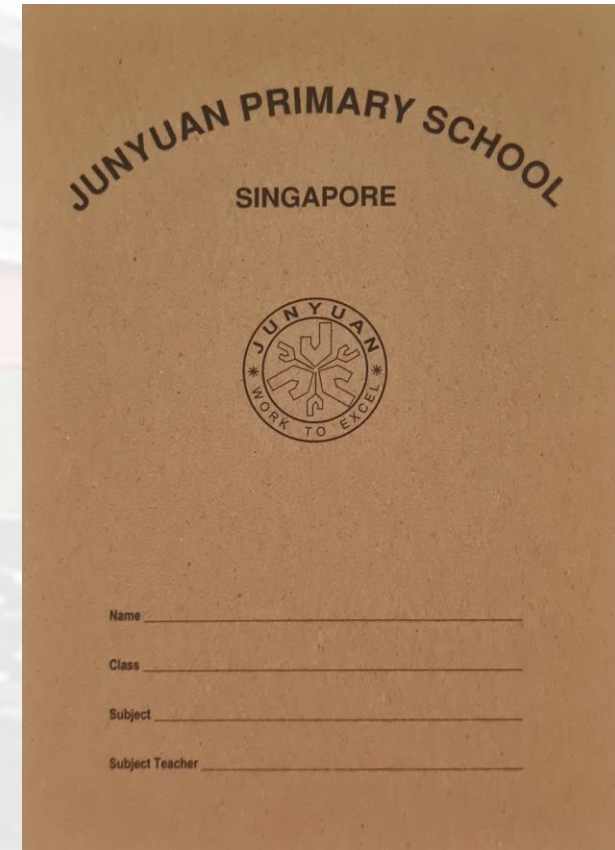 JUNYUAN PRIMARY SCHOOL
SINGAPORE
JUNYUAN
WORK TO EXCEL
Name
Class
Subject
Subject Teacher